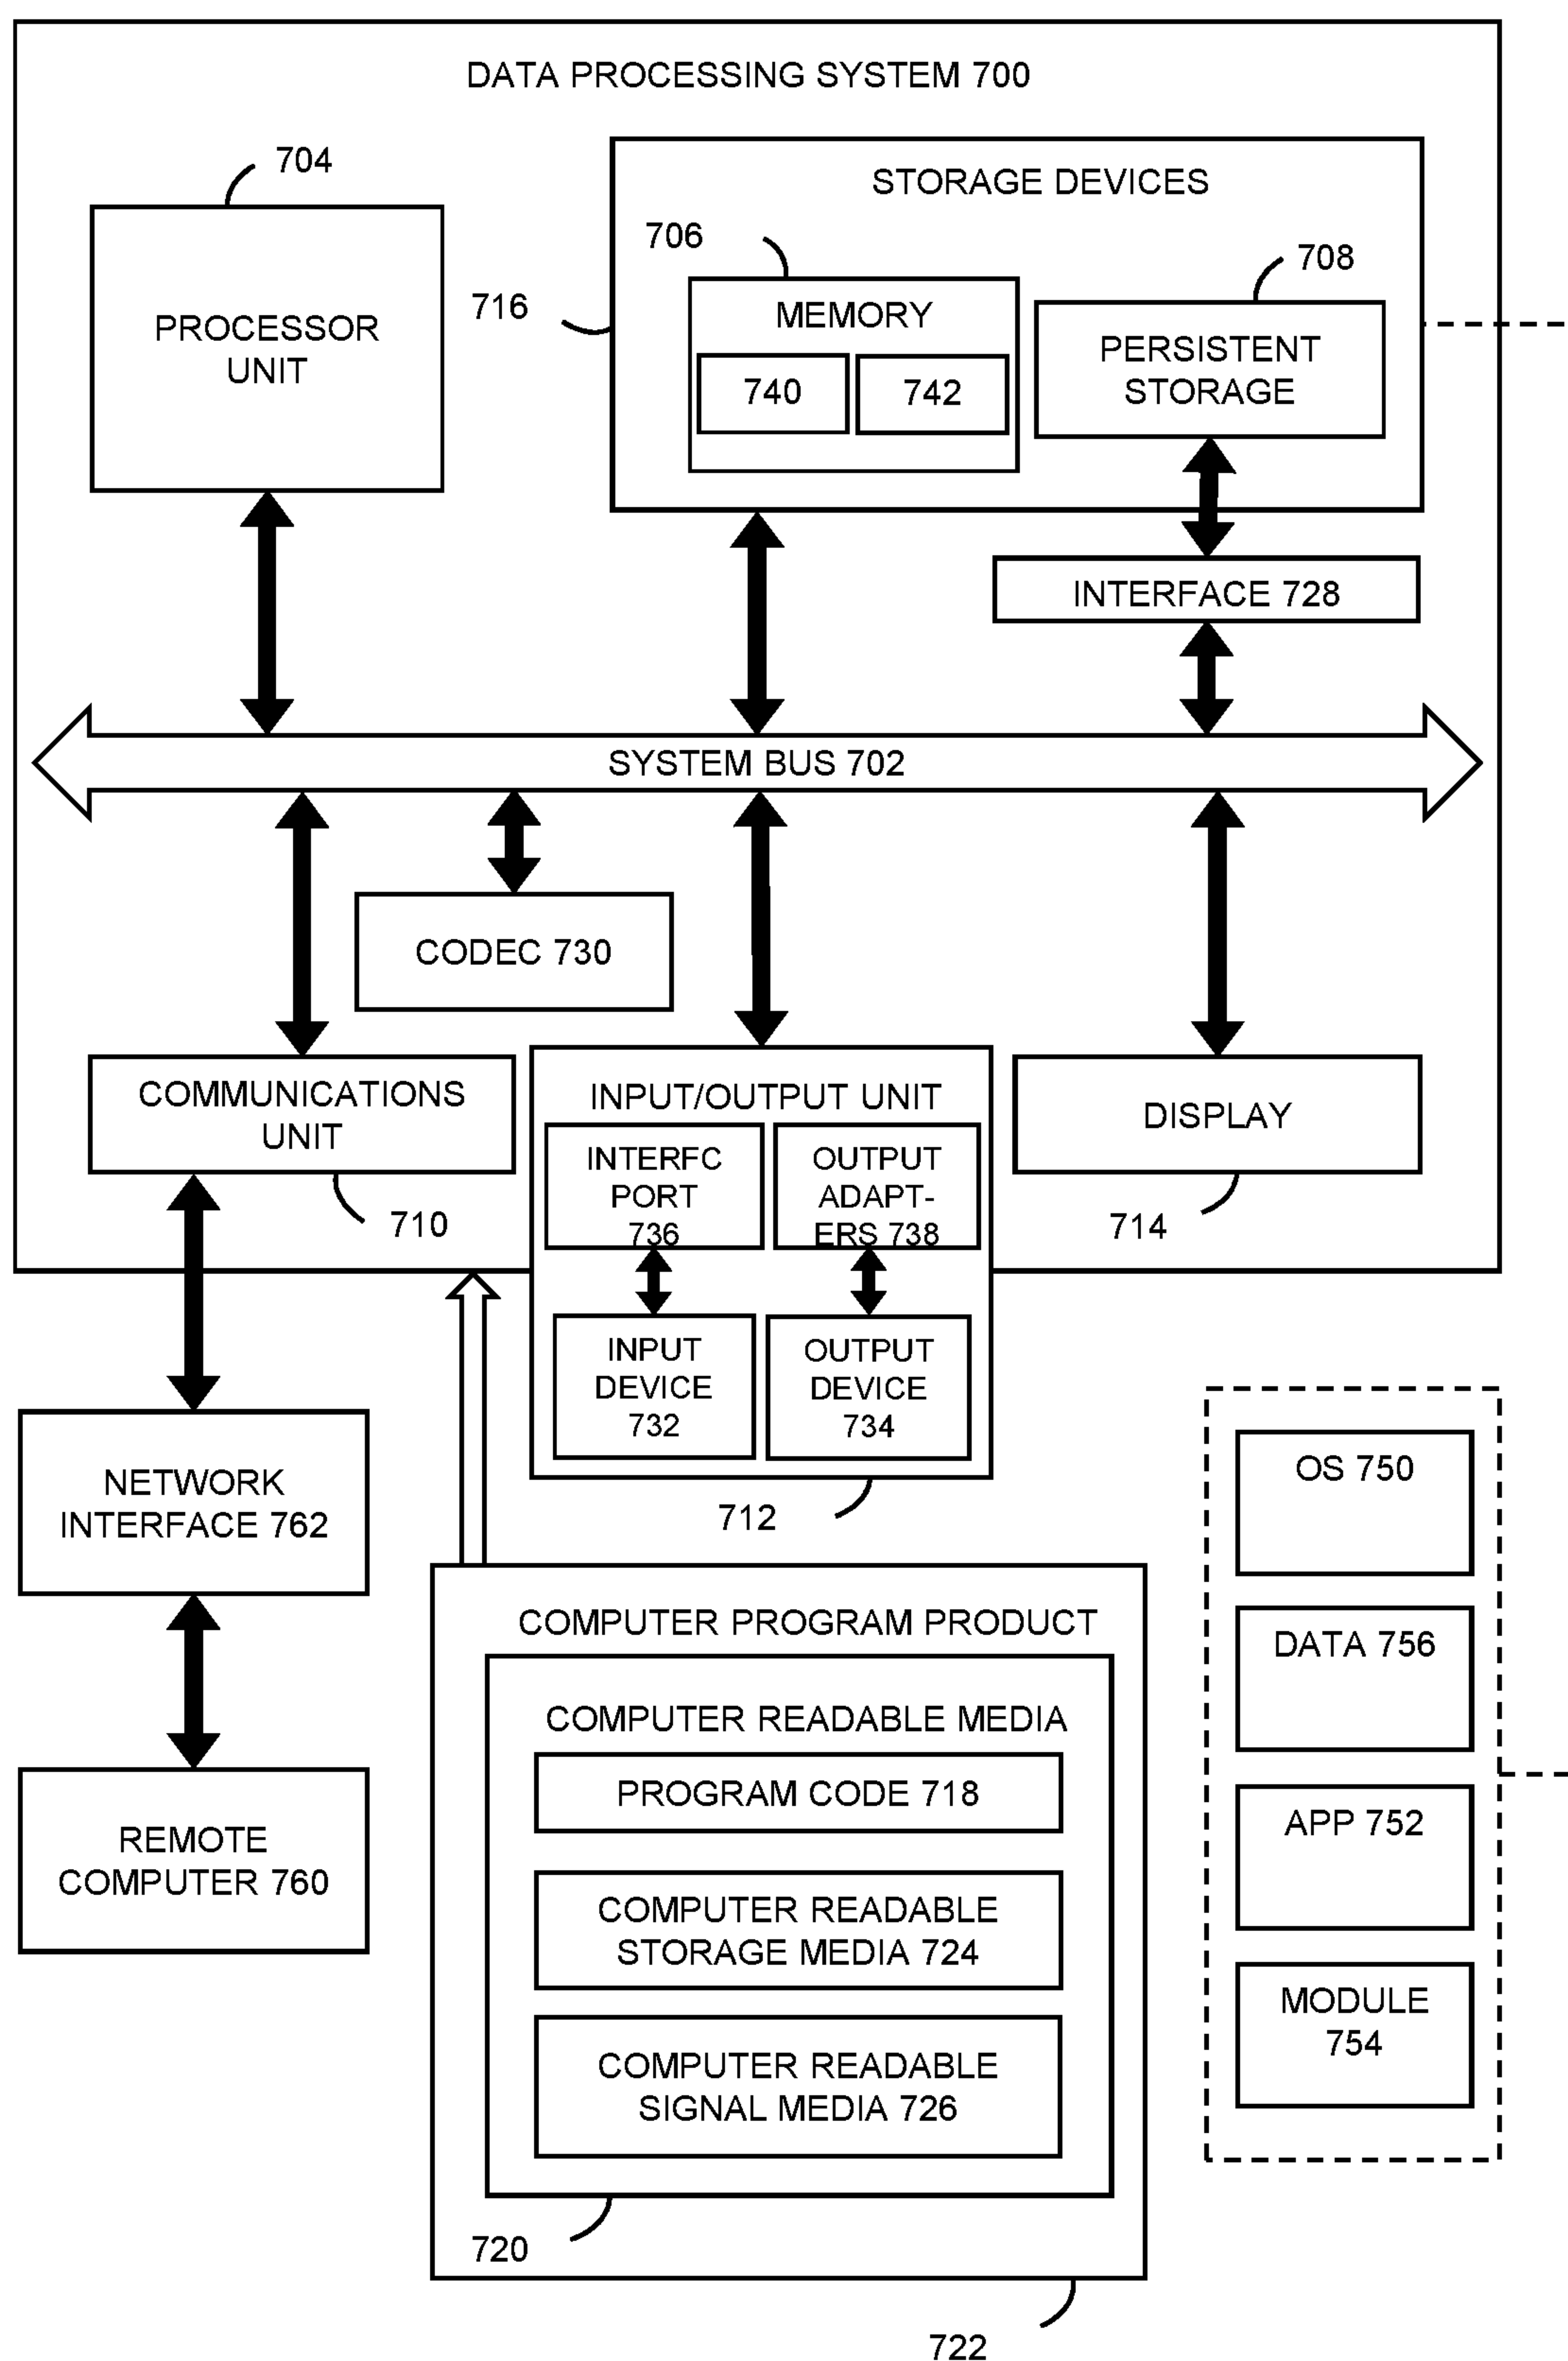 DATA PROCESSING SYSTEM 700
704
STORAGE DEVICES
706
708
716
PROCESSOR
UNIT
MEMORY
740
742
PERSISTENT
STORAGE
INTERFACE 728
SYSTEM BUS 702
CODEC 730
COMMUNICATIONS
UNIT
710
INPUT/OUTPUT UNIT
INTERFC
PORT
736
OUTPUT
ADAPT-
ERS 738
DISPLAY
714
INPUT
DEVICE
732
OUTPUT
DEVICE
734
712
NETWORK
INTERFACE 762
REMOTE
COMPUTER 760
COMPUTER PROGRAM PRODUCT
COMPUTER READABLE MEDIA
PROGRAM CODE 718
COMPUTER READABLE
STORAGE MEDIA 724
COMPUTER READABLE
SIGNAL MEDIA 726
720
722
OS 750
DATA 756
APP 752
MODULE
754